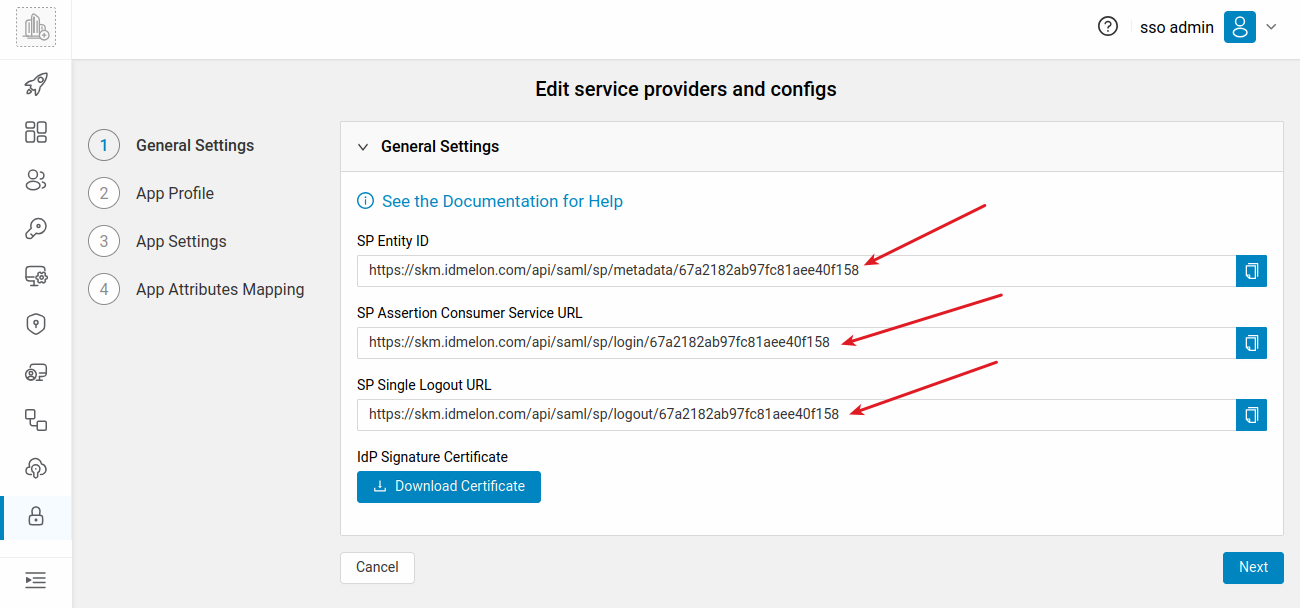 sso admin
Edit service providers and configs
1 General Settings
2 App Profile
3 App Settings
4 App Attributes Mapping
General Settings
See the Documentation for Help
SP Entity ID
https://skm.idmelon.com/api/saml/sp/metadata/67a2182ab97fc81aee40f158
SP Assertion Consumer Service URL
https://skm.idmelon.com/api/saml/sp/login/67a2182ab97fc81aee40f158
SP Single Logout URL
https://skm.idmelon.com/api/saml/sp/logout/67a2182ab97fc81aee40f158
IdP Signature Certificate
Download Certificate
Cancel
Next